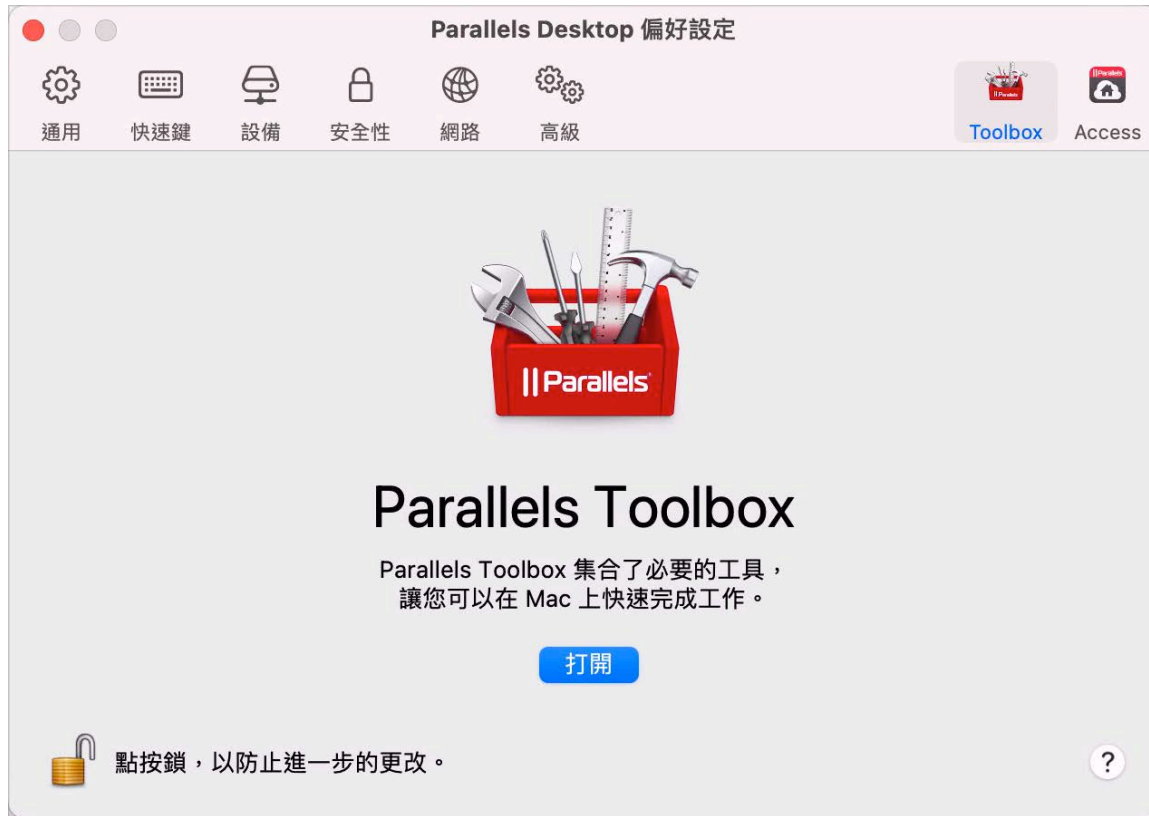 Parallels Desktop 偏好設定
通用 快速鍵 設備 安全性 網路 高級 Toolbox Access
|| Parallels
Parallels Toolbox
Parallels Toolbox 集合了必要的工具，
讓您可以在 Mac 上快速完成工作。
打開
點按鎖，以防止進一步的更改。
?